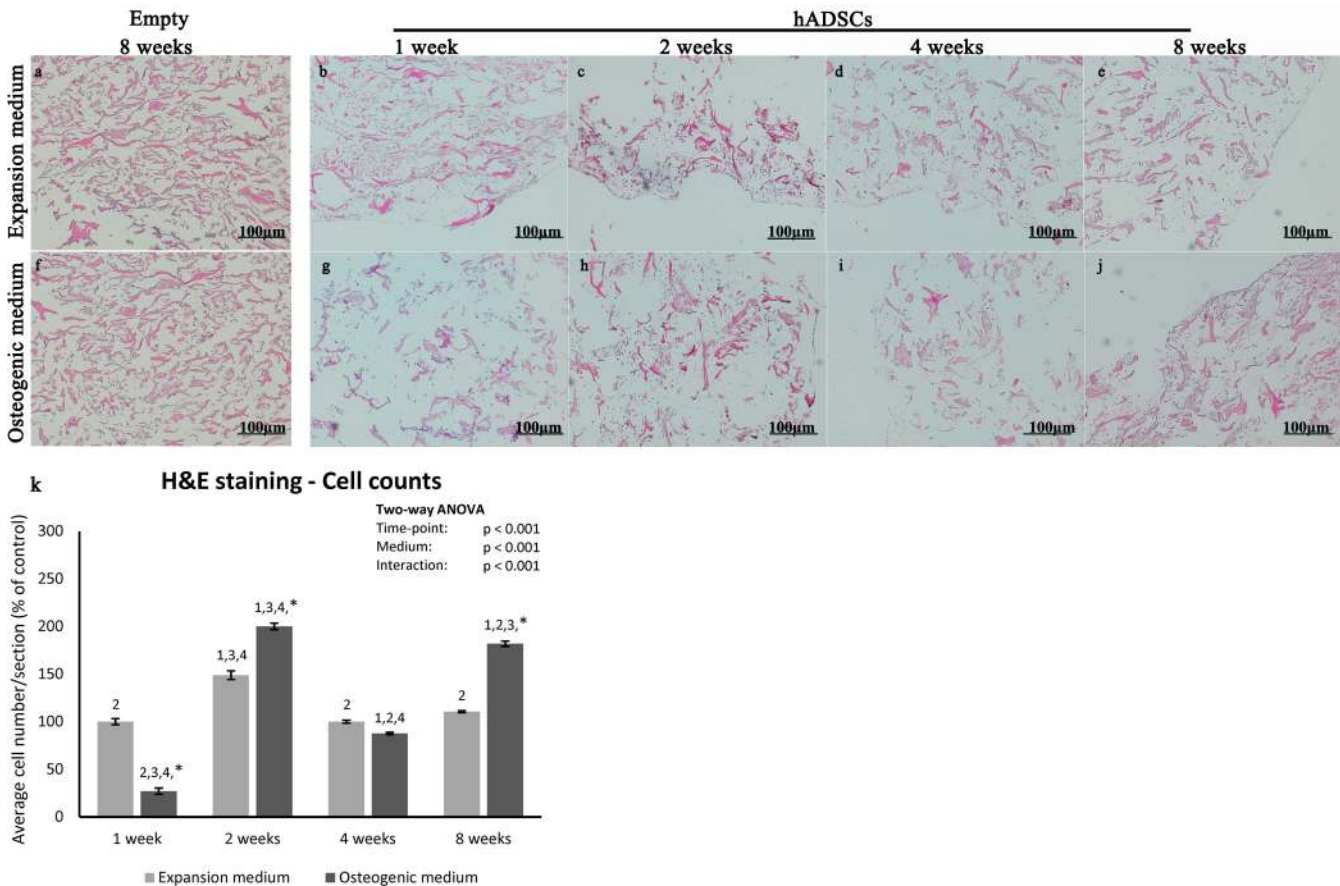 Empty
hADSCs
8 weeks
1 week
2 weeks
4 weeks
8 weeks
Expansion medium
a
b
c
d
e
100µm
100µm
100µm
100µm
100µm
Osteogenic medium
f
g
h
i
j
100µm
100µm
100µm
100µm
100µm
k
H&E staining - Cell counts
Two-way ANOVA
Time-point: p < 0.001
Medium: p < 0.001
Interaction: p < 0.001
Average cell number/section (% of control)
300
250
200
150
100
50
0
2
2,3,4,*
1,3,4
1,3,4,*
2
1,2,4
2
1,2,3,*
1 week
2 weeks
4 weeks
8 weeks
Expansion medium
Osteogenic medium